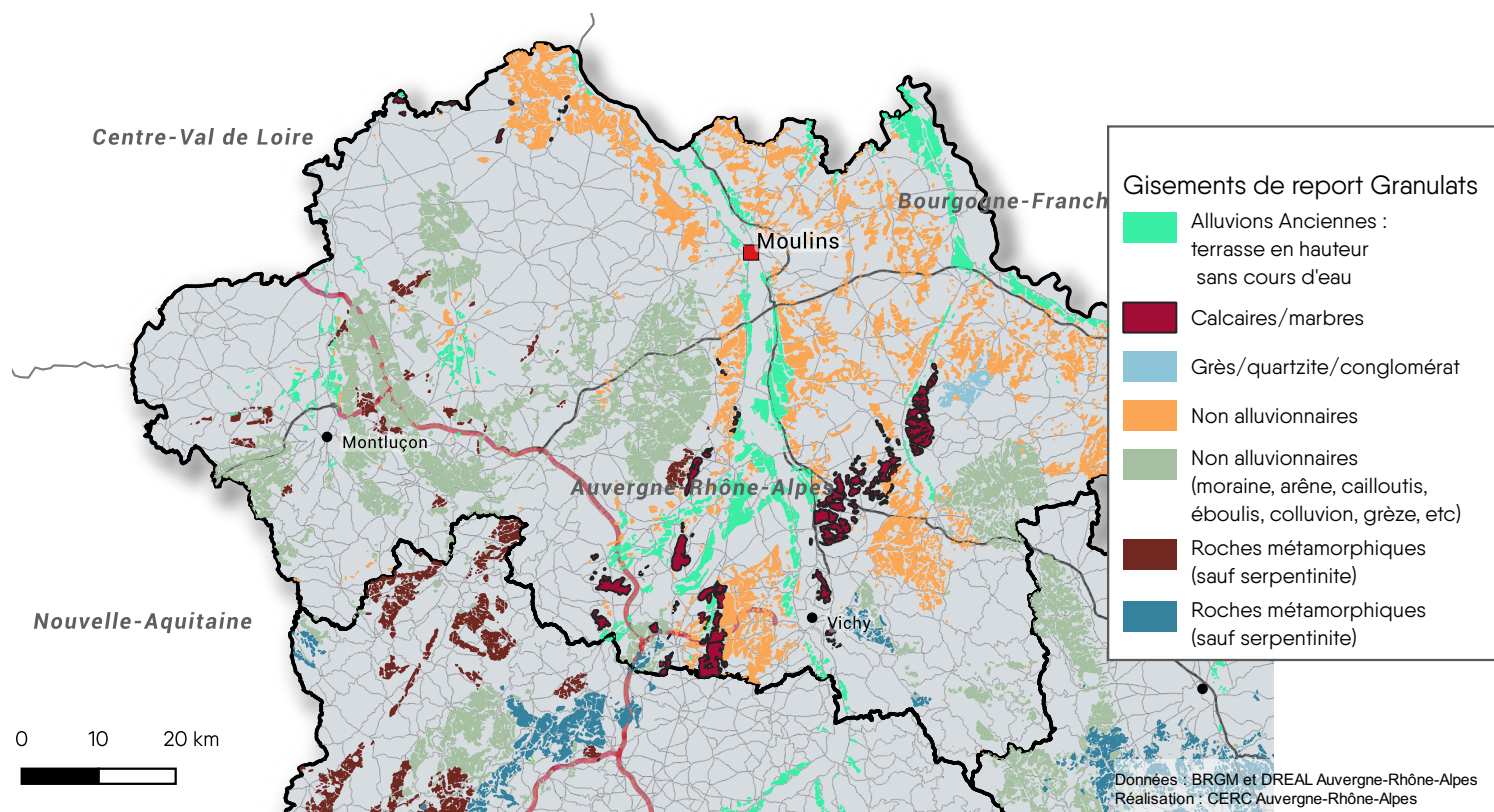 Centre-Val de Loire
Bourgogne-Franch
Moulins
Montluçon
Auvergne-Rhône-Alpes
Nouvelle-Aquitaine
Vichy
0 10 20 km
Gisements de report Granulats
Alluvions Anciennes :
terrasse en hauteur
sans cours d'eau
Calcaires/marbres
Grès/quartzite/conglomérat
Non alluvionnaires
Non alluvionnaires
(moraine, arêne, cailloutis,
éboulis, colluvion, grèze, etc)
Roches métamorphiques
(sauf serpentinite)
Roches métamorphiques
(sauf serpentinite)
Données : BRGM et DREAL Auvergne-Rhône-Alpes
Réalisation : CERC Auvergne-Rhône-Alpes